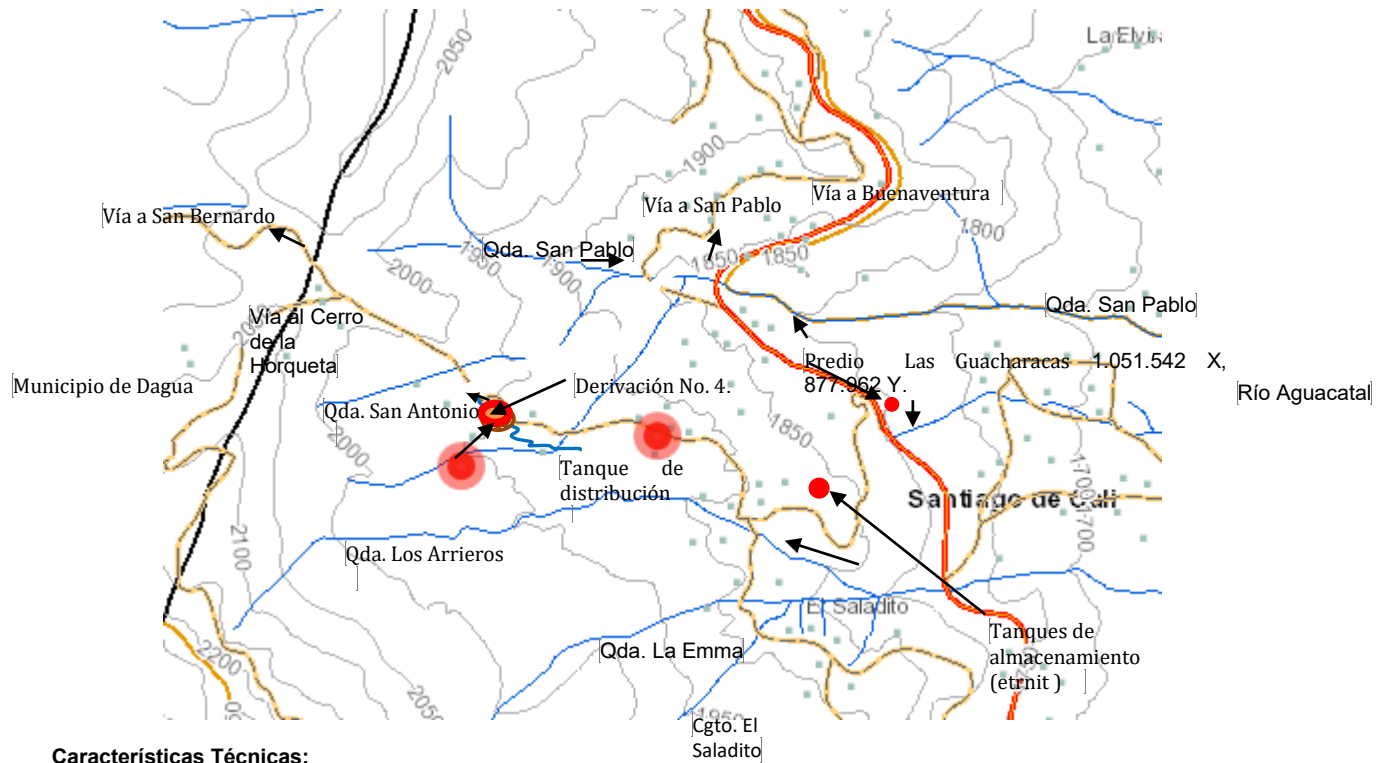 La Elvi
2050
1900
Vía a San Pablo
Vía a Buenaventura
Vía a San Bernardo
1800
Qda. San Pablo
1950
1900
2000
1850
1850
Qda. San Pablo
Vía al Cerro
de la
Horqueta
Predio Las Guacharacas 1.051.542 X,
877.962 Y.
Municipio de Dagua
Derivación No. 4.
Río Aguacatal
Qda. San Antonio
1850
2000
Tanque de
distribución
1700
1700
Santiago de Cali
2100
Qda. Los Arrieros
El Saladito
Qda. La Emma
Tanques de
almacenamiento
(etrnit )
2200
2050
1950
Cgto. El
Saladito
Características Técnicas: